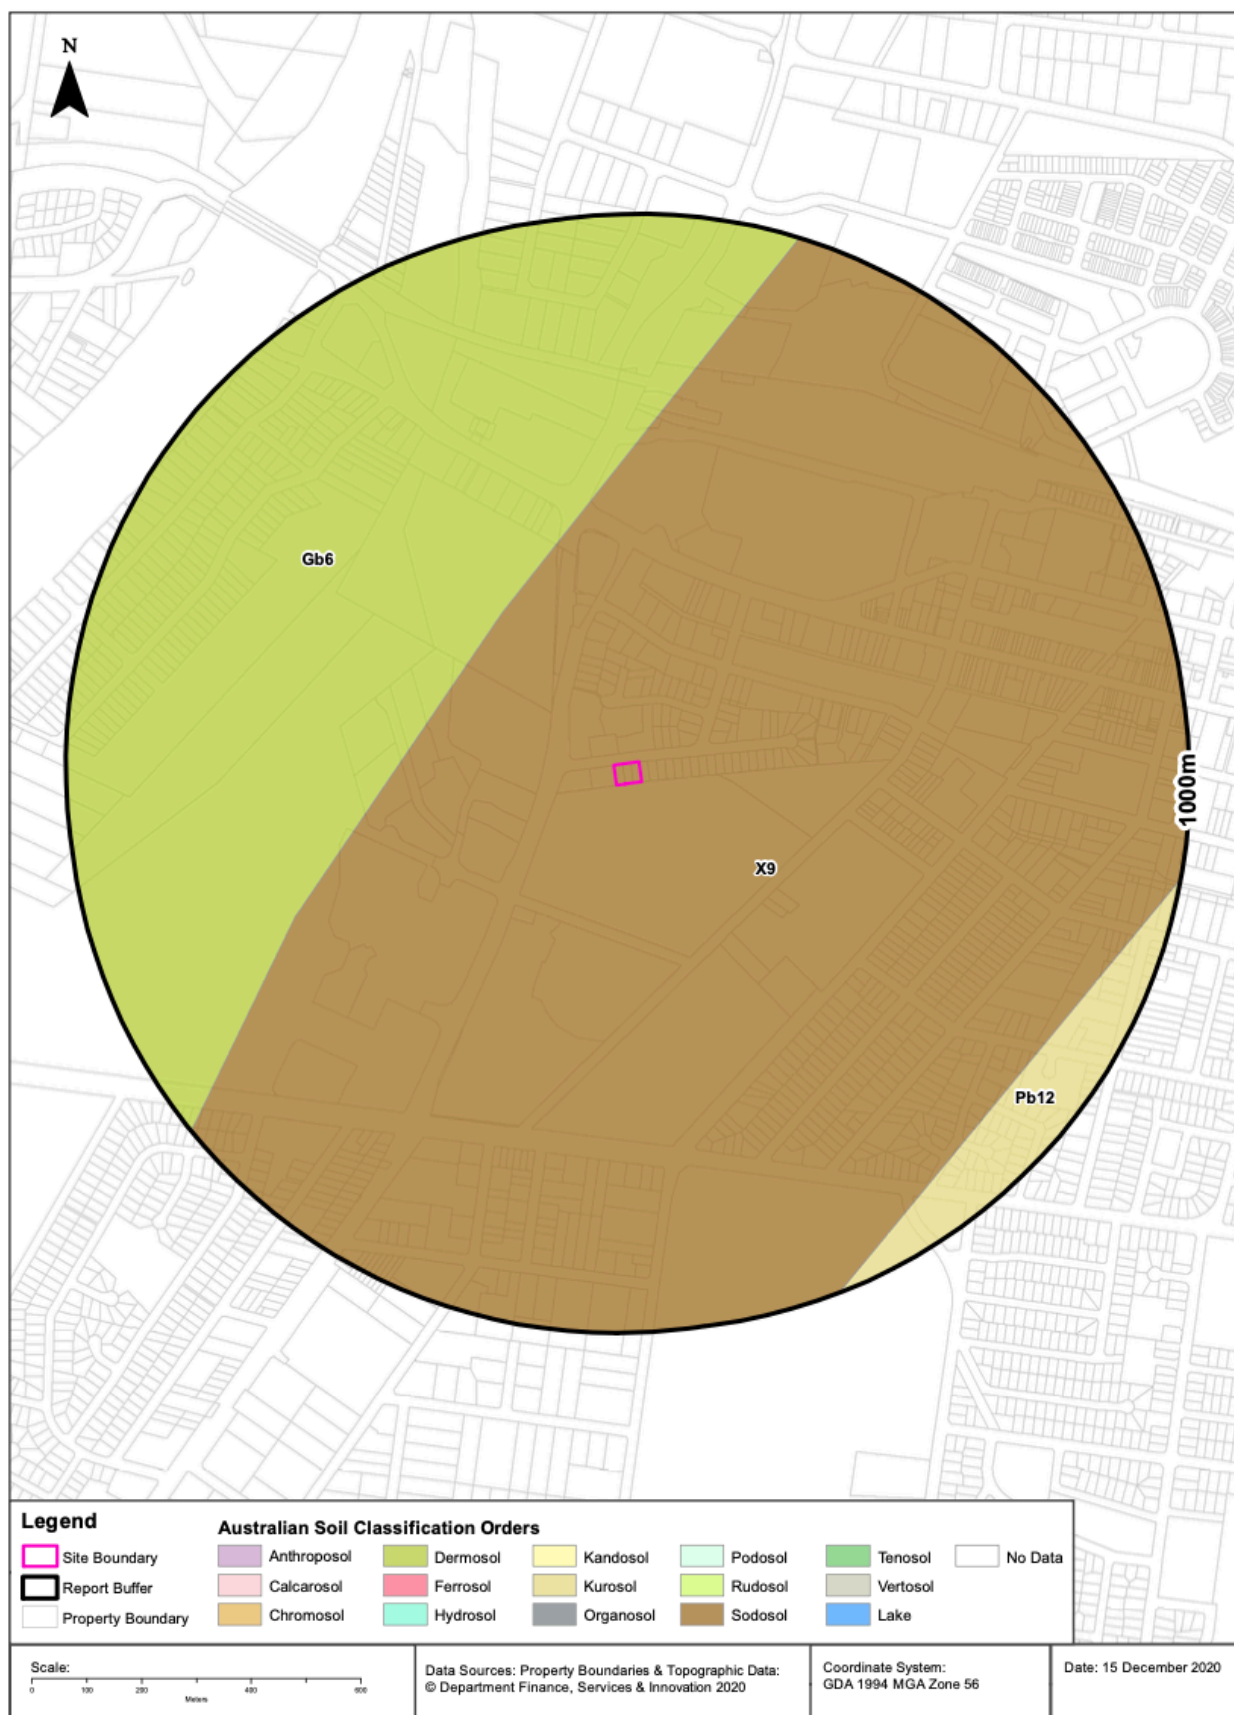 N
Gb6
1000m
X9
Pb12
Legend
Site Boundary
Report Buffer
Property Boundary
Australian Soil Classification Orders
Anthroposol
Calcarosol
Chromosol
Dermosol
Ferrosol
Hydrosol
Kandosol
Kurosol
Organosol
Podosol
Rudosol
Sodosol
Tenosol
Vertosol
Lake
No Data
Scale:
0 100 200 400 600
Meters
Data Sources: Property Boundaries & Topographic Data:
© Department Finance, Services & Innovation 2020
Coordinate System:
GDA 1994 MGA Zone 56
Date: 15 December 2020